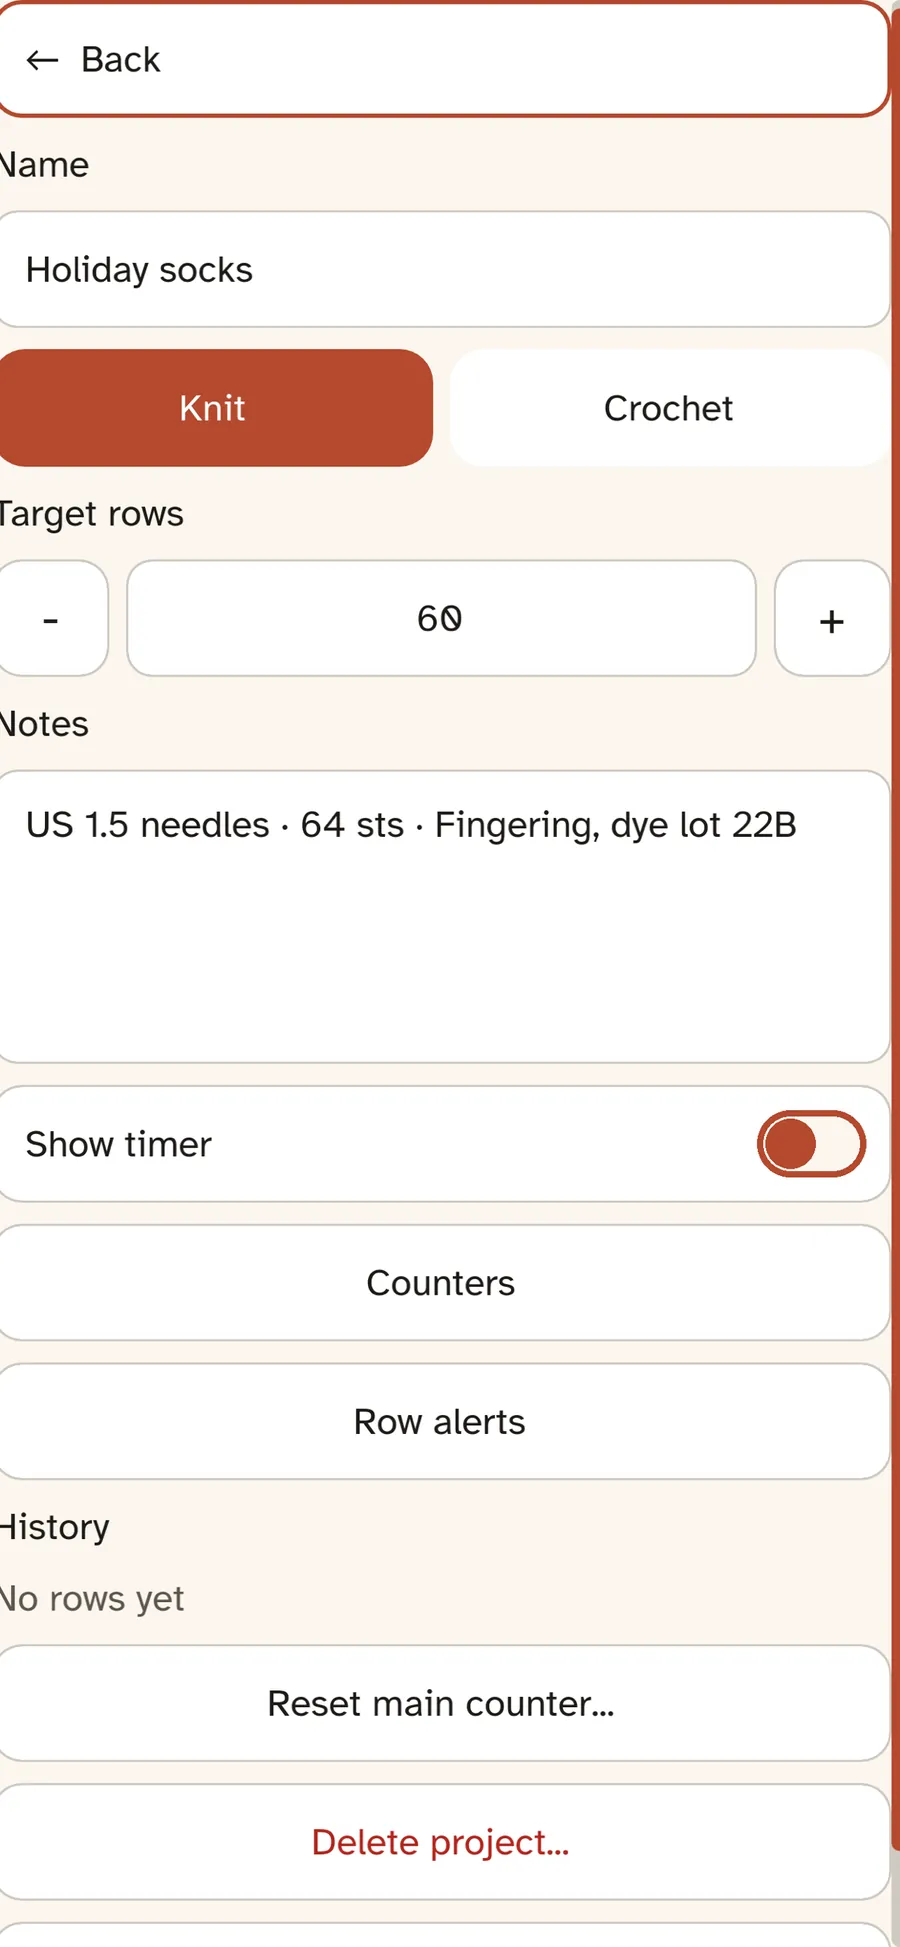 ← Back
Name
Holiday socks
Knit
Crochet
Target rows
-
60
+
Notes
US 1.5 needles · 64 sts · Fingering, dye lot 22B
Show timer
Counters
Row alerts
History
No rows yet
Reset main counter...
Delete project...